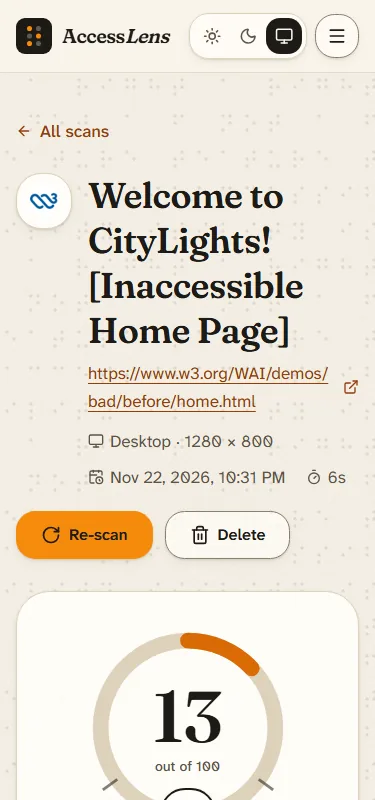 AccessLens
All scans
Welcome to
CityLights!
[Inaccessible
Home Page]
https://www.w3.org/WAI/demos/
bad/before/home.html
Desktop · 1280 × 800
Nov 22, 2026, 10:31 PM 6s
Re-scan Delete
13
out of 100